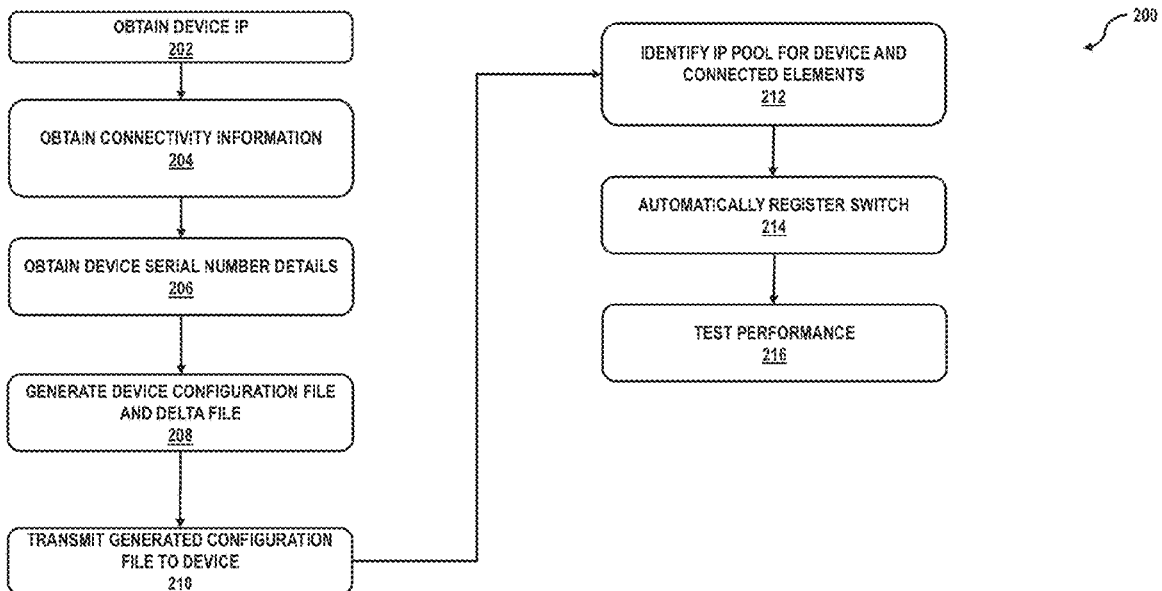 OBTAIN DEVICE IP
202
OBTAIN CONNECTIVITY INFORMATION
204
OBTAIN DEVICE SERIAL NUMBER DETAILS
206
GENERATE DEVICE CONFIGURATION FILE
AND DELTA FILE
208
TRANSMIT GENERATED CONFIGURATION
FILE TO DEVICE
210
IDENTIFY IP POOL FOR DEVICE AND
CONNECTED ELEMENTS
212
AUTOMATICALLY REGISTER SWITCH
214
TEST PERFORMANCE
216
200